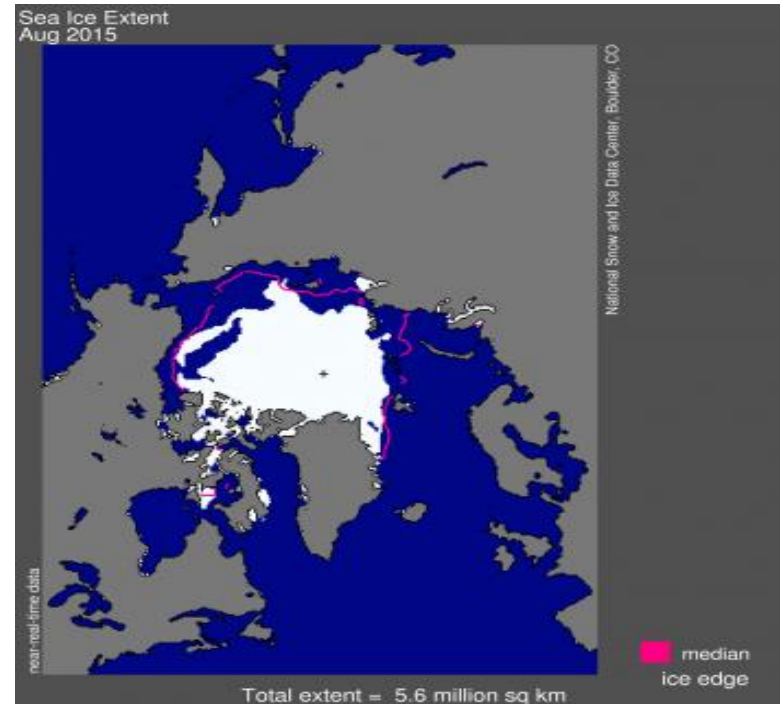 Sea Ice Extent
Aug 2015
National Snow and Ice Data Center, Boulder, CO
near-real-time data
median
ice edge
Total extent = 5.6 million sq km